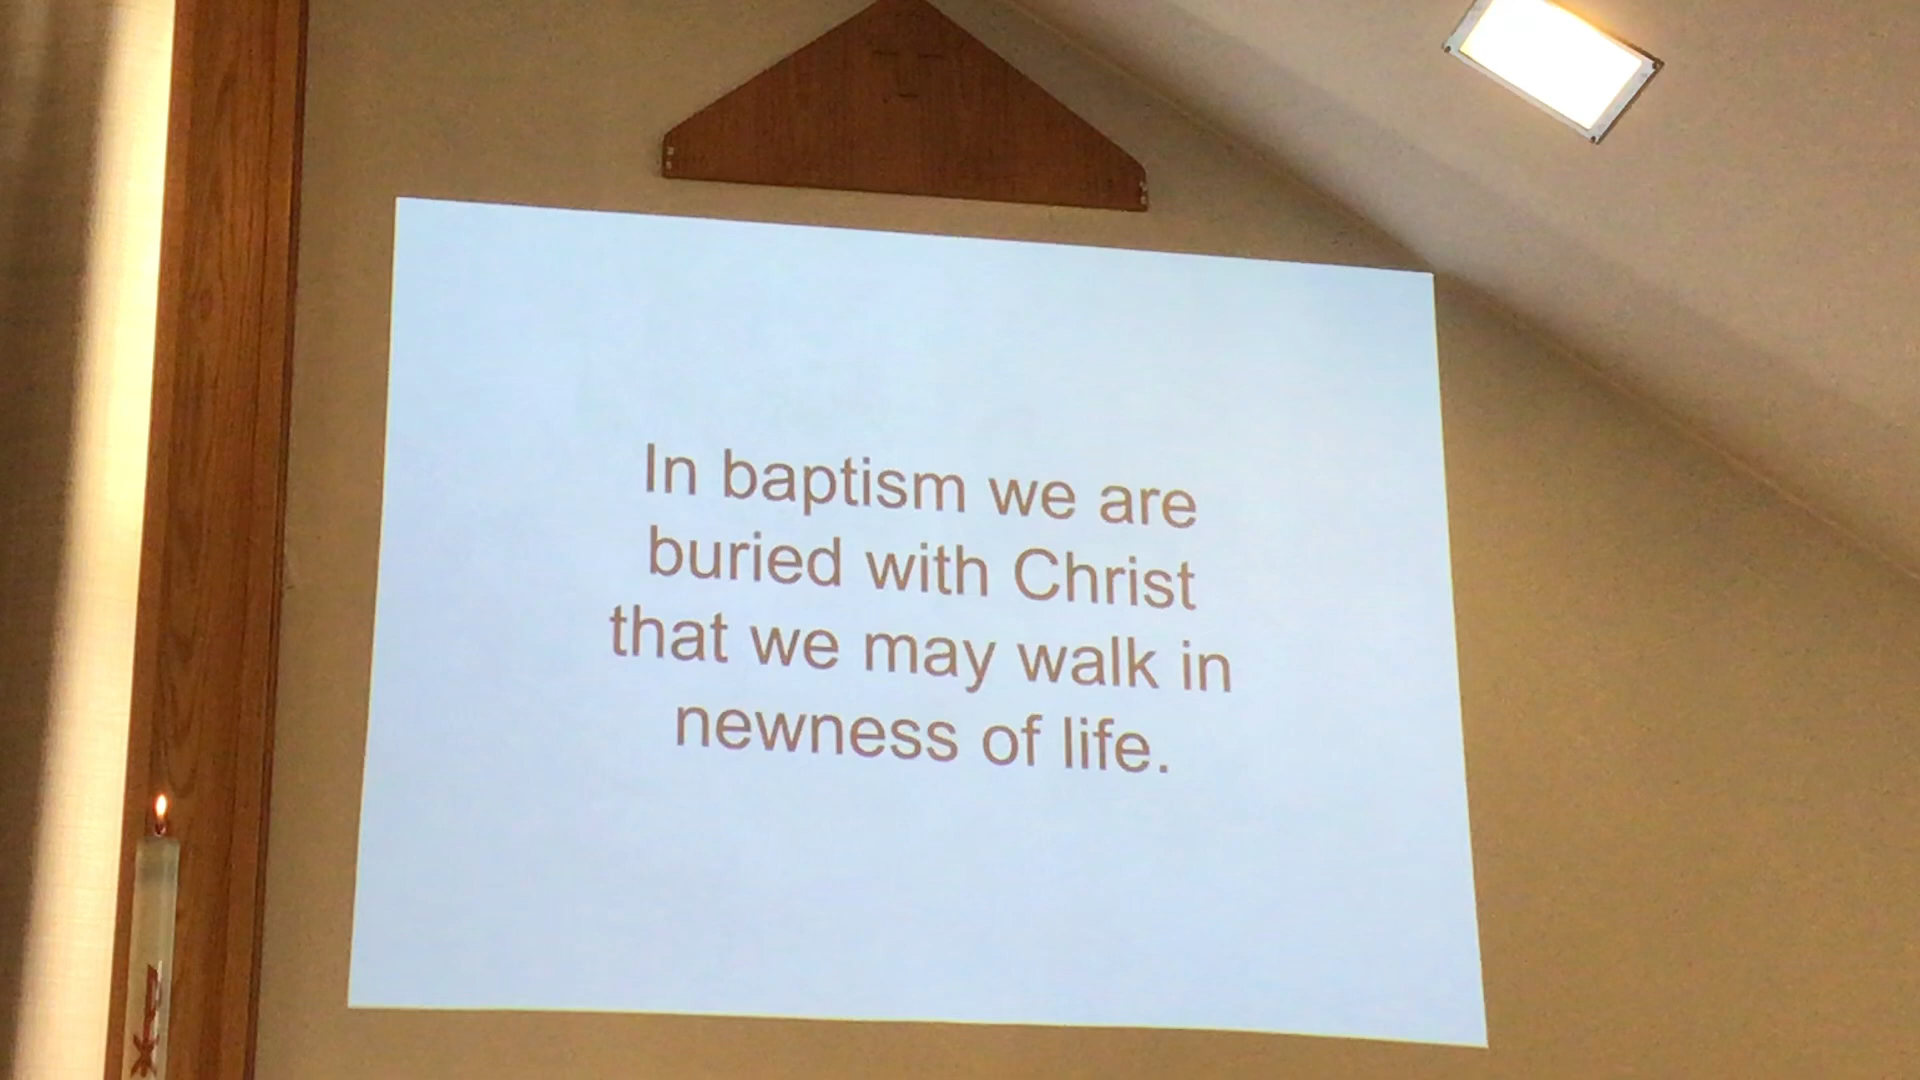 In baptism we are
buried with Christ
that we may walk in
newness of life.